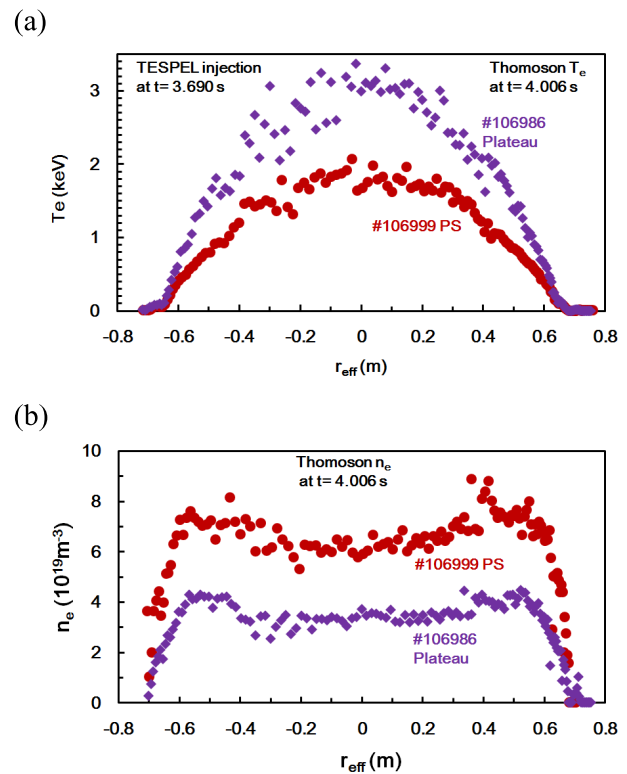 (a)
TESPEL injection
at t= 3.690 s
Thomoson Te
at t= 4.006 s
#106986
Plateau
#106999 PS
Te (keV)
3
2
1
0
-0.8 -0.6 -0.4 -0.2 0 0.2 0.4 0.6 0.8
reff (m)
(b)
Thomoson ne
at t= 4.006 s
#106999 PS
#106986
Plateau
ne (10¹⁹m⁻³)
10
8
6
4
2
0
-0.8 -0.6 -0.4 -0.2 0 0.2 0.4 0.6 0.8
reff (m)